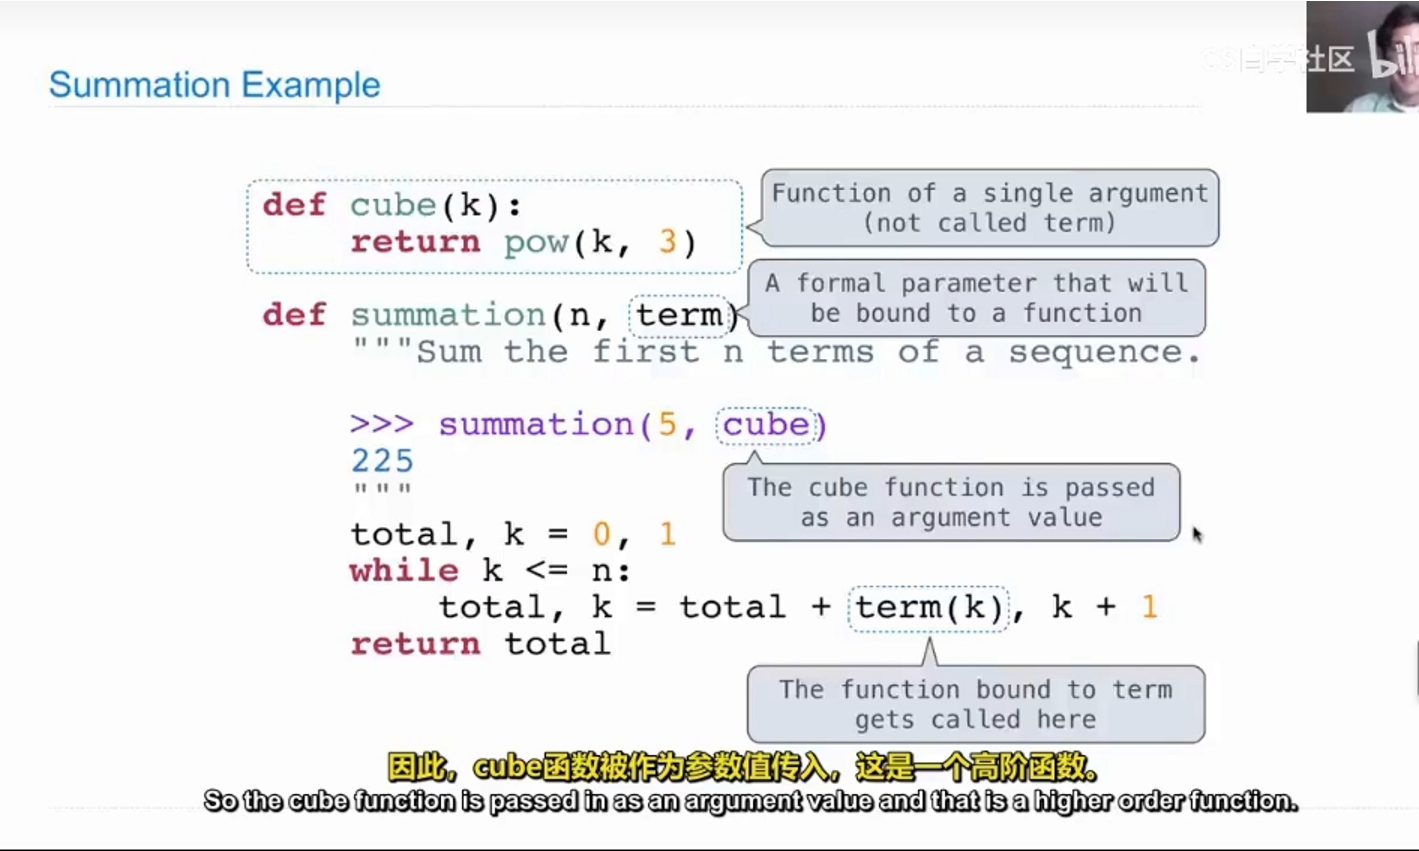 CS自学社区
Summation Example
def cube(k):
return pow(k, 3)
Function of a single argument
(not called term)
def summation(n, term)
A formal parameter that will
be bound to a function
"""Sum the first n terms of a sequence.
>>> summation(5, cube)
225
"""
The cube function is passed
as an argument value
total, k = 0, 1
while k <= n:
total, k = total + term(k), k + 1
return total
The function bound to term
gets called here
因此，cube函数被作为参数值传入，这是一个高阶函数。
So the cube function is passed in as an argument value and that is a higher order function.